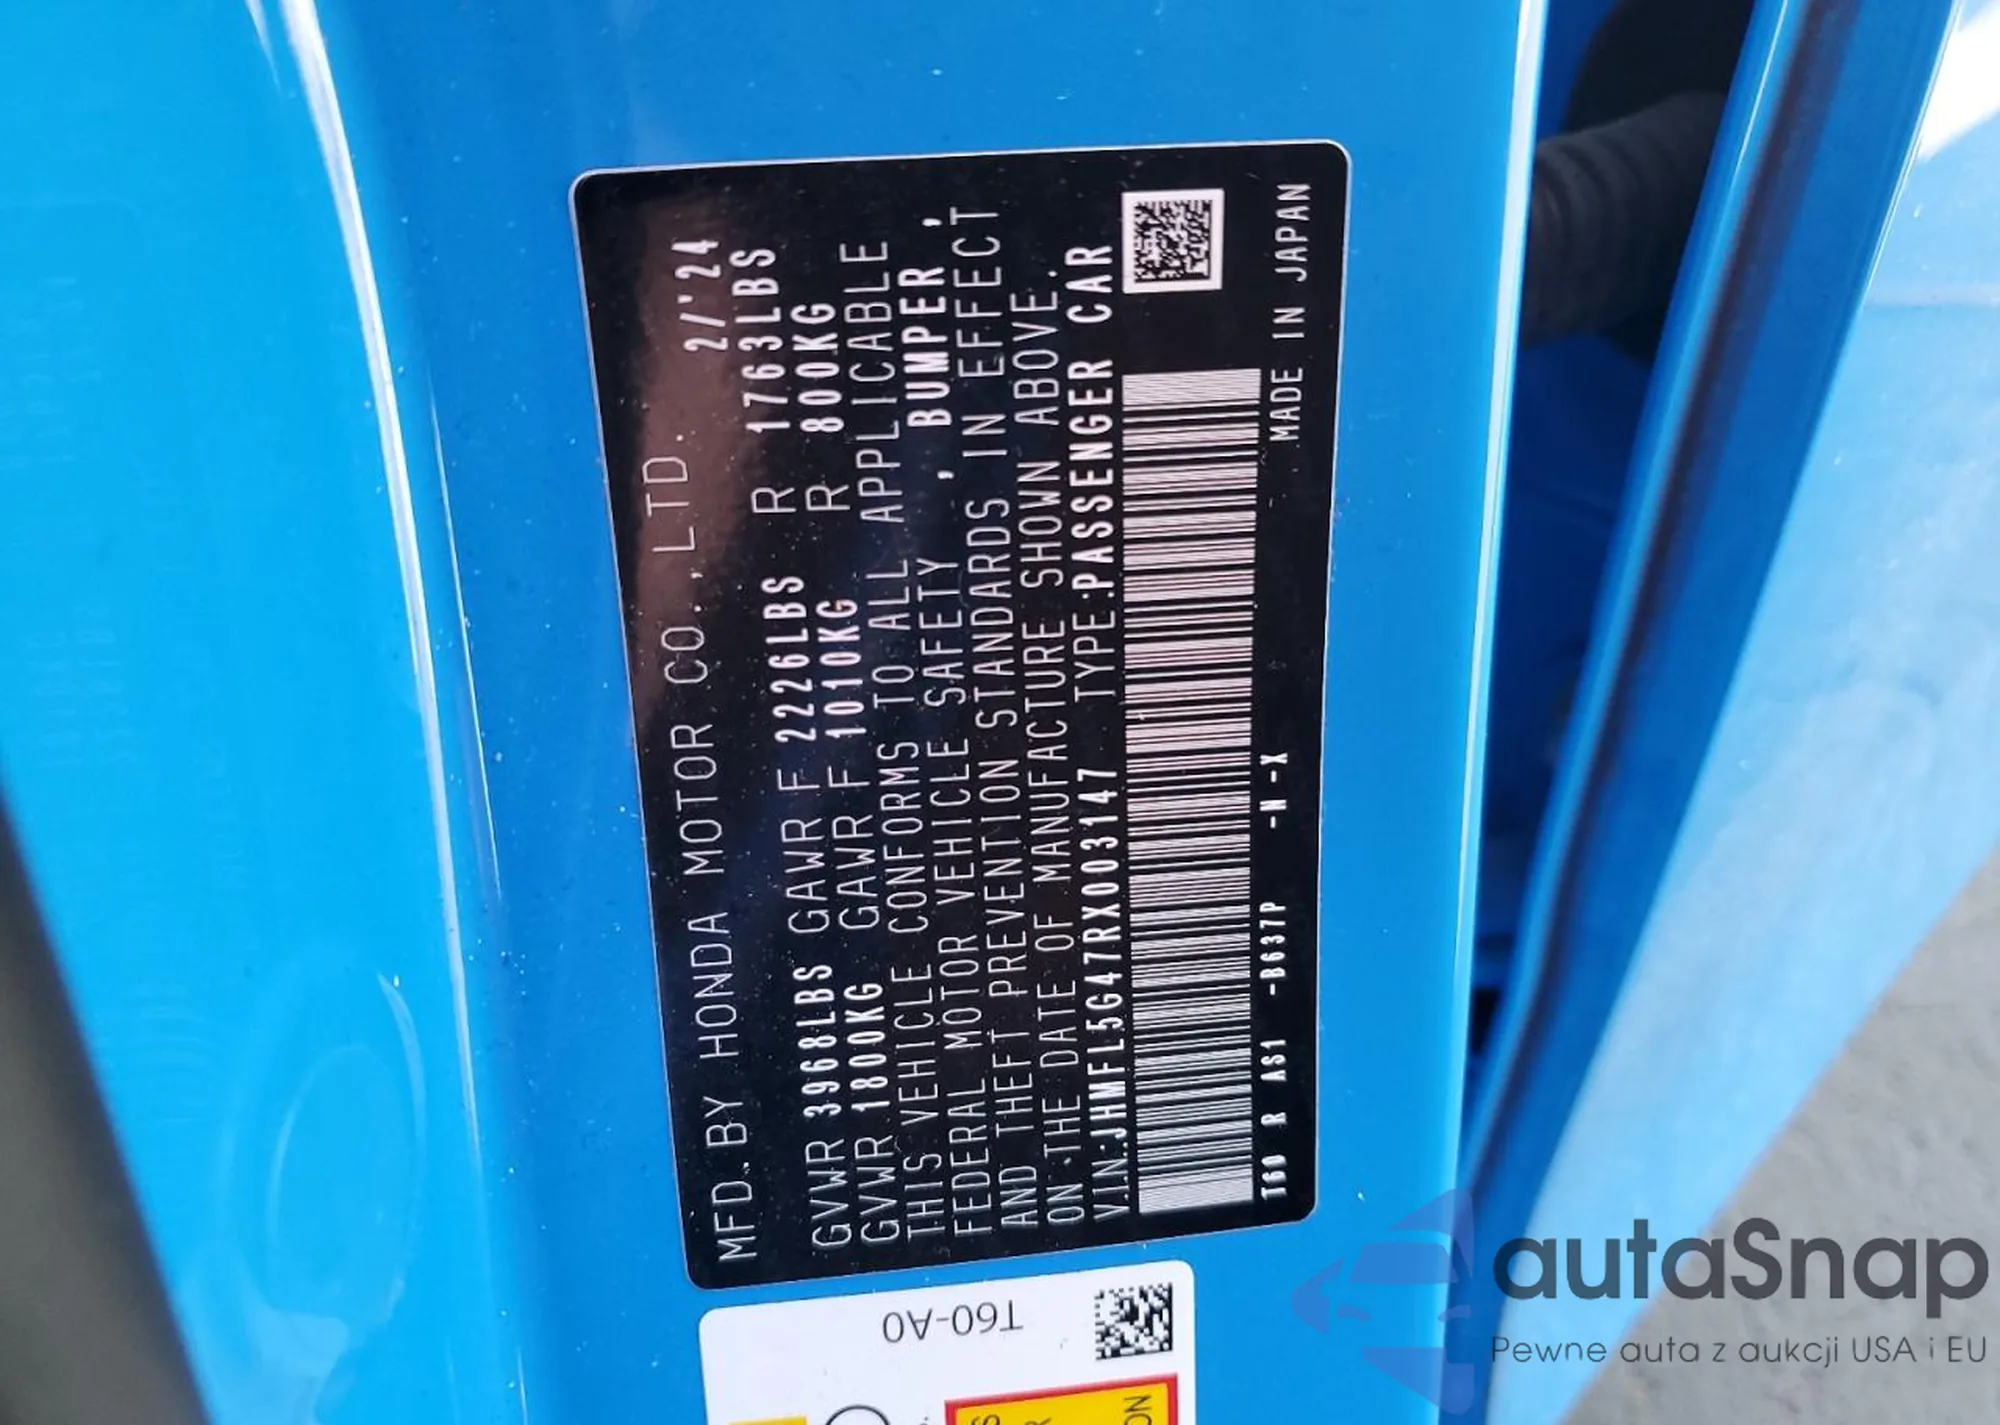 MFD. BY HONDA MOTOR CO., LTD. 2/'24
GVWR 3968LBS GAWR F 2226LBS R 1763LBS
GVWR 1800KG GAWR F 1010KG R 800KG
THIS VEHICLE CONFORMS TO ALL APPLICABLE
FEDERAL MOTOR VEHICLE SAFETY , BUMPER ,
AND THEFT PREVENTION STANDARDS IN EFFECT
ON THE DATE OF MANUFACTURE SHOWN ABOVE.
V.I.N:JHMFL5G47RX003147 TYPE:PASSENGER CAR
T60 R AS1 -B637P -N-X MADE IN JAPAN
T60-A0
ON
autaSnap
Pewne auta z aukcji USA i EU